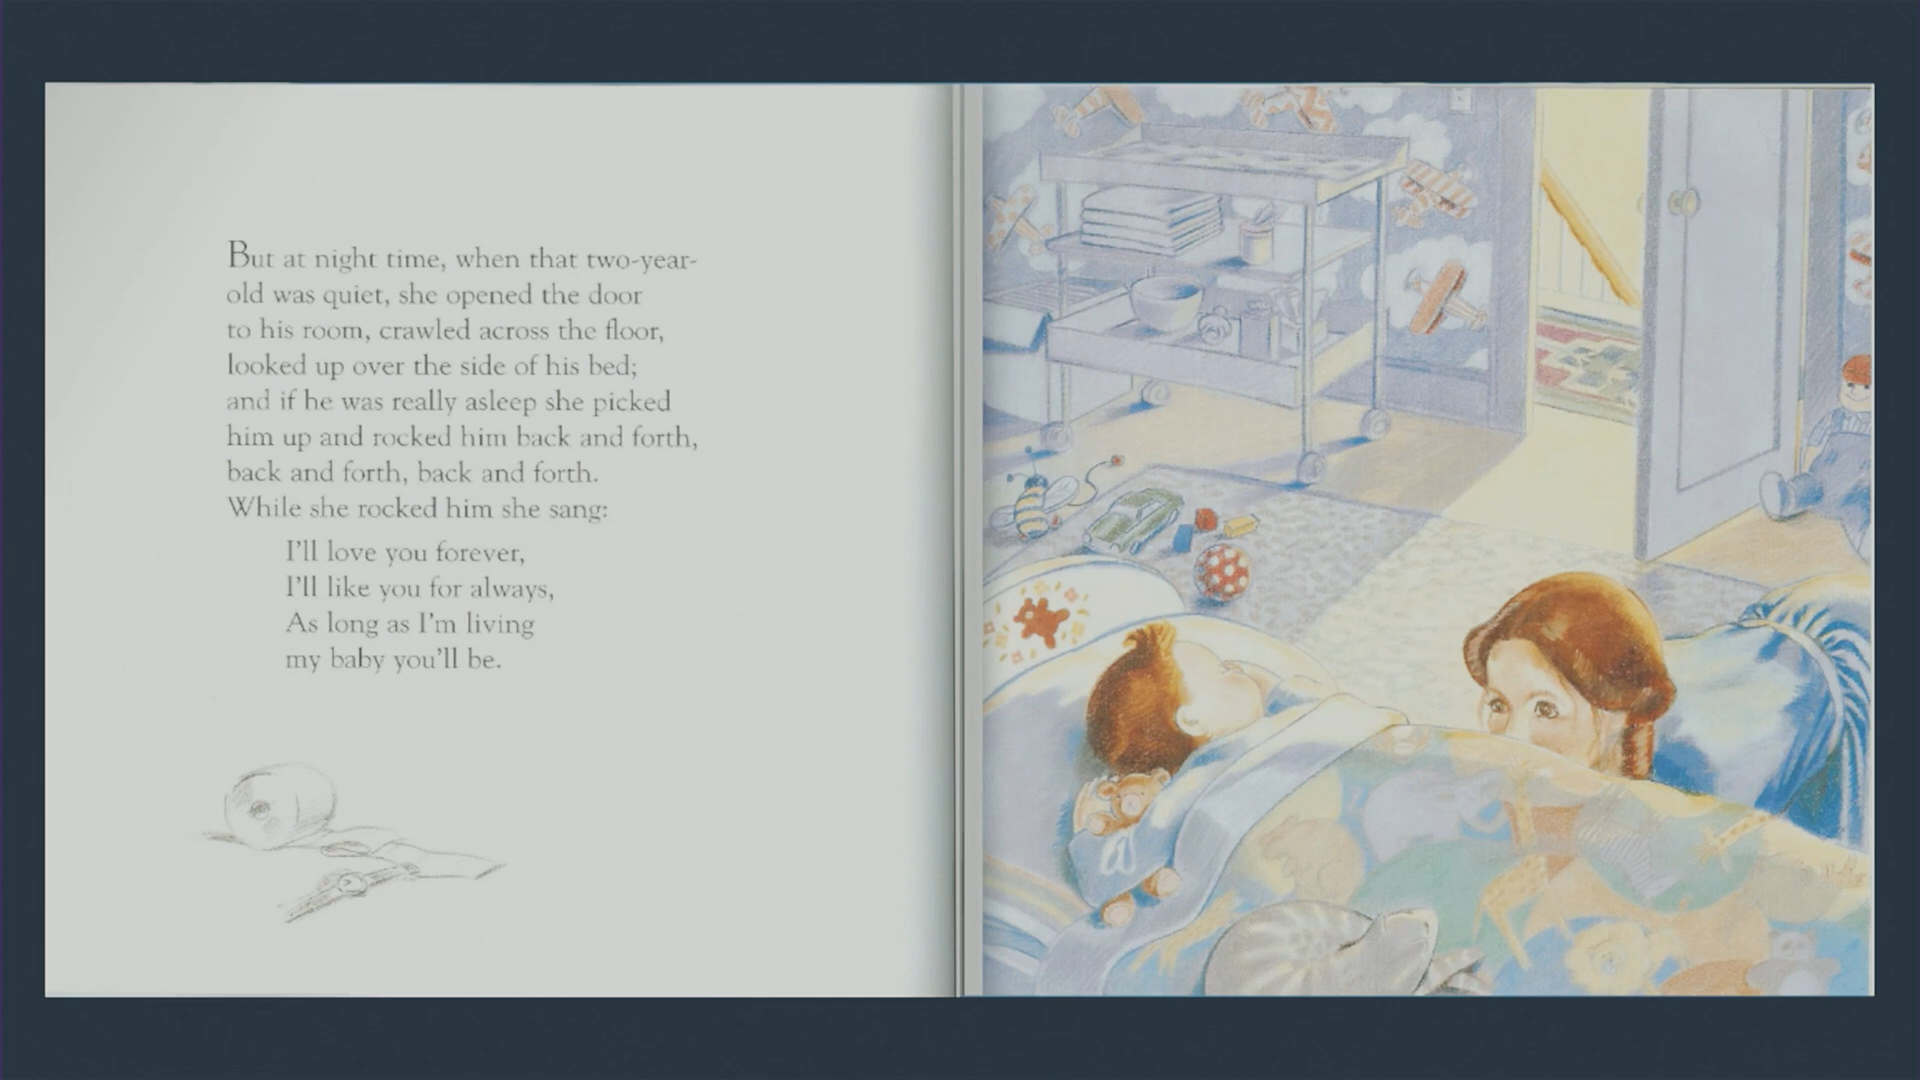 But at night time, when that two-year-
old was quiet, she opened the door
to his room, crawled across the floor,
looked up over the side of his bed;
and if he was really asleep she picked
him up and rocked him back and forth,
back and forth, back and forth.
While she rocked him she sang:
I'll love you forever,
I'll like you for always,
As long as I'm living
my baby you'll be.